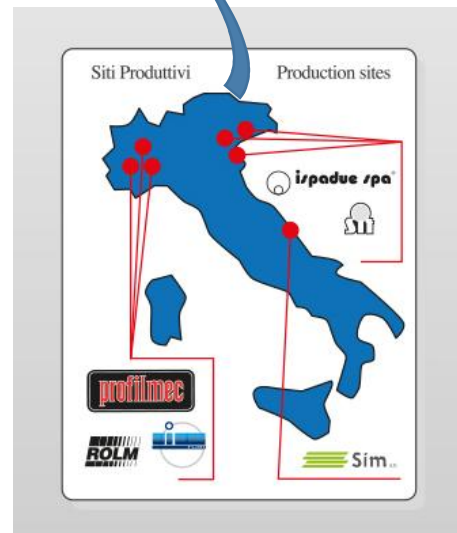 Siti Produttivi
Production sites
ispadue spa
profilmec
ROLM
Sim